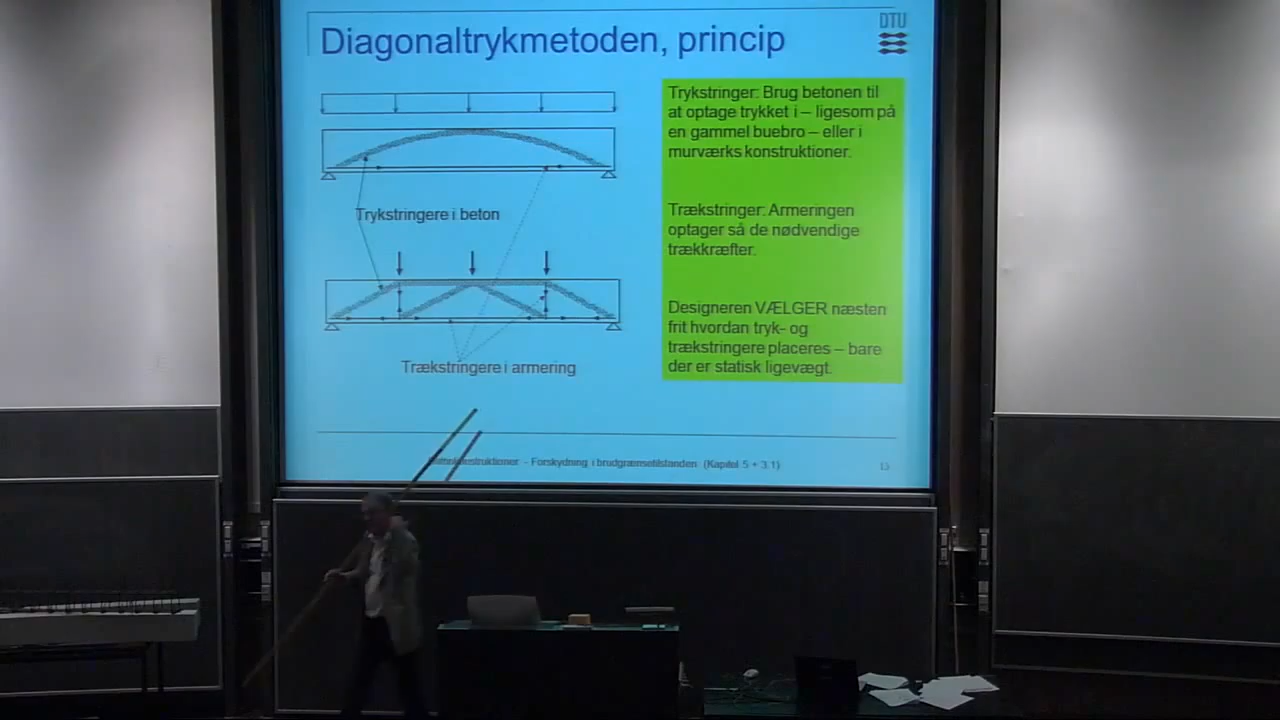 DTU
Diagonaltrykmetoden, princip
Trykstringere i beton
Trækstringere i armering
Trykstringer: Brug betonen til
at optage trykket i – ligesom på
en gammel buebro – eller i
murværks konstruktioner.
Trækstringer: Armeringen
optager så de nødvendige
trækkræfter.
Designeren VÆLGER næsten
frit hvordan tryk- og
trækstringere placeres – bare
der er statisk ligevægt.
- Forskydning i brudgrænsetilstanden (Kapitel 5 + 3.1)
13